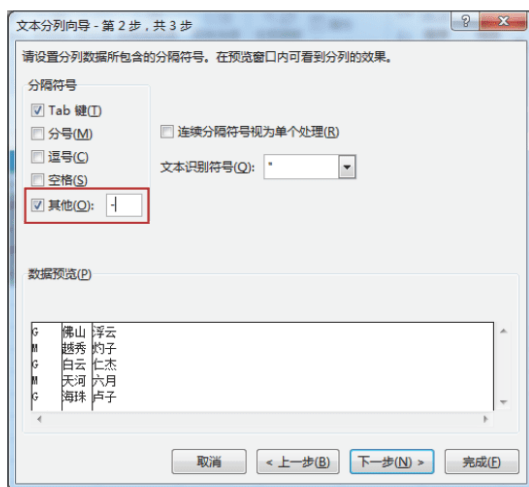 文本分列向导 - 第 2 步，共 3 步
请设置分列数据所包含的分隔符号。在预览窗口内可看到分列的效果。
分隔符号
Tab 键(T)
分号(M)
逗号(C)
空格(S)
其他(O): -
连续分隔符号视为单个处理(R)
文本识别符号(Q): "
数据预览(P)
G 佛山 浮云
M 越秀 灼子
G 白云 仁杰
M 天河 六月
G 海珠 卢子
取消 < 上一步(B) 下一步(N) > 完成(F)